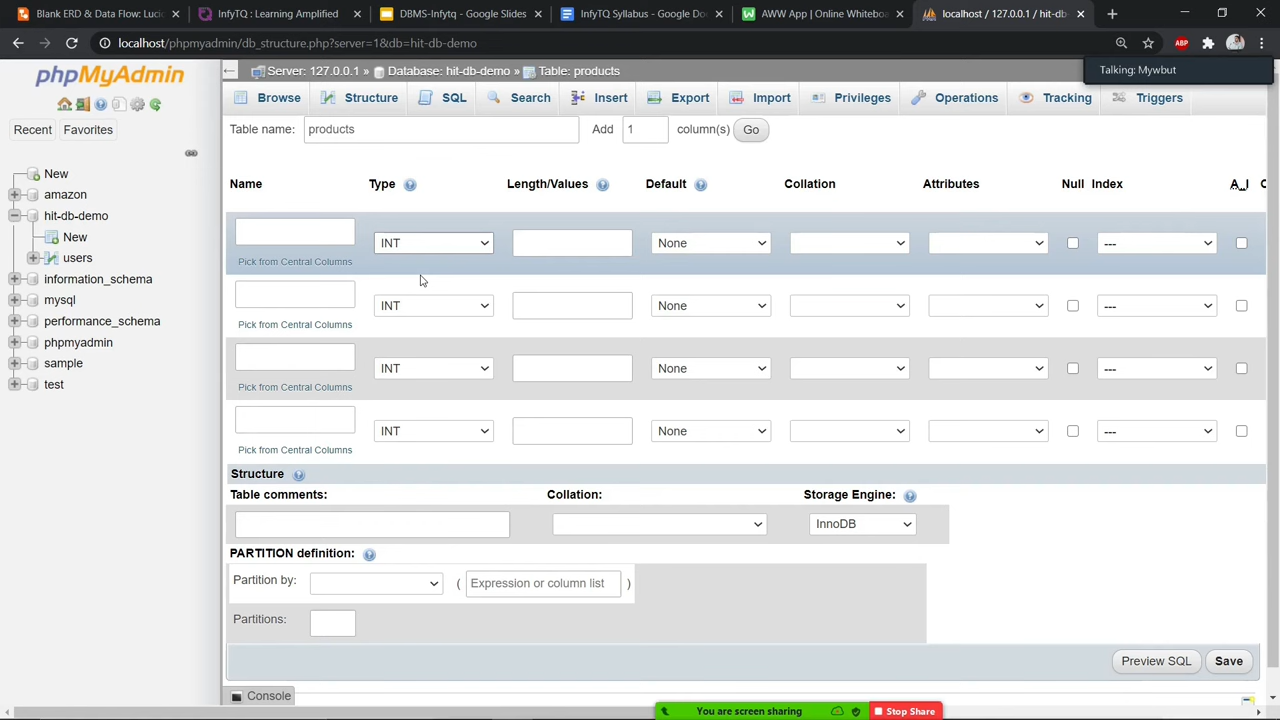 Blank ERD & Data Flow: Luci
InfyTQ : Learning Amplified
DBMS-Infytq - Google Slides
InfyTQ Syllabus - Google Do
AWW App | Online Whitebo
localhost / 127.0.0.1 / hit-db
localhost/phpmyadmin/db_structure.php?server=1&db=hit-db-demo
ABP
Talking: Mywbut
phpMyAdmin
Recent Favorites
New
amazon
hit-db-demo
New
users
information_schema
mysql
performance_schema
phpmyadmin
sample
test
Server: 127.0.0.1 » Database: hit-db-demo » Table: products
Browse Structure SQL Search Insert Export Import Privileges Operations Tracking Triggers
Table name: products Add 1 column(s) Go
Name Type Length/Values Default Collation Attributes Null Index A_I
INT None ---
Pick from Central Columns
INT None ---
Pick from Central Columns
INT None ---
Pick from Central Columns
INT None ---
Pick from Central Columns
Structure
Table comments: Collation: Storage Engine:
InnoDB
PARTITION definition:
Partition by: ( Expression or column list )
Partitions:
Preview SQL Save
Console
You are screen sharing Stop Share